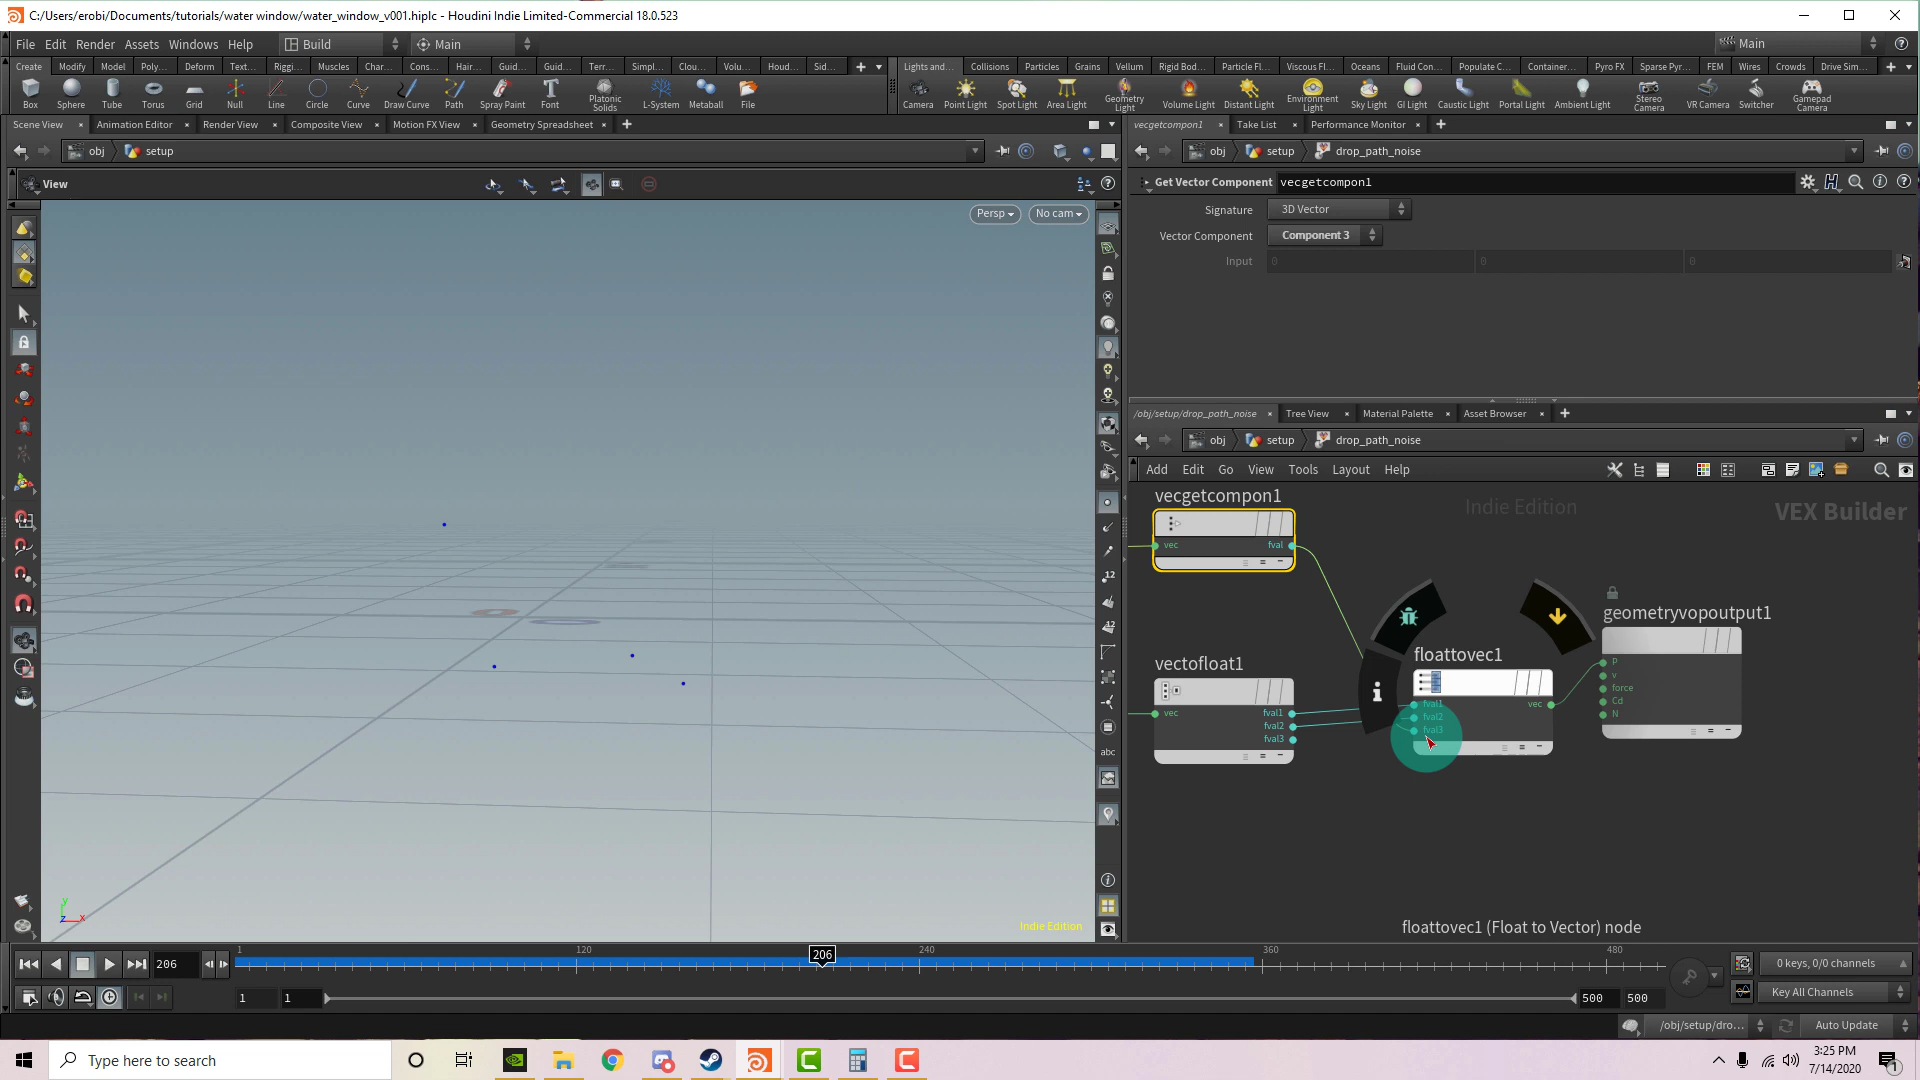 C:/Users/erobi/Documents/tutorials/water window/water_window_v001.hiplc - Houdini Indie Limited-Commercial 18.0.523
File Edit Render Assets Windows Help Build Main Main
Create Modify Model Poly... Deform Text... Riggi... Muscles Char... Cons... Hair... Guid... Guid... Terr... Simpl... Clou... Volu... Houd... Sid... Lights and... Collisions Particles Grains Vellum Rigid Bod... Particle Fl... Viscous Fl... Oceans Fluid Con... Populate C... Container... Pyro FX Sparse Pyr... FEM Wires Crowds Drive Sim...
Box Sphere Tube Torus Grid Null Line Circle Curve Draw Curve Path Spray Paint Font Platonic Solids L-System Metaball File Camera Point Light Spot Light Area Light Geometry Light Volume Light Distant Light Environment Light Sky Light GI Light Caustic Light Portal Light Ambient Light Stereo Camera VR Camera Switcher Gamepad Camera
Scene View Animation Editor Render View Composite View Motion FX View Geometry Spreadsheet vecgetcompon1 Take List Performance Monitor
obj setup obj setup drop_path_noise
View
Persp No cam
Get Vector Component vecgetcompon1
Signature 3D Vector
Vector Component Component 3
Input 0 0 0
/obj/setup/drop_path_noise Tree View Material Palette Asset Browser
obj setup drop_path_noise
Add Edit Go View Tools Layout Help
Indie Edition VEX Builder
vecgetcompon1
vec fval
12
12
abc
vectofloat1
vec fval1
fval2
fval3
floattovec1
fval1 vec
fval2
fval3
geometryvopoutput1
P
v
force
Cd
N
y
z x
Indie Edition
floattovec1 (Float to Vector) node
206 1 120 206 240 360 480 0 keys, 0/0 channels
1 1 500 500 Key All Channels
/obj/setup/dro... Auto Update
Type here to search
3:25 PM
7/14/2020
1